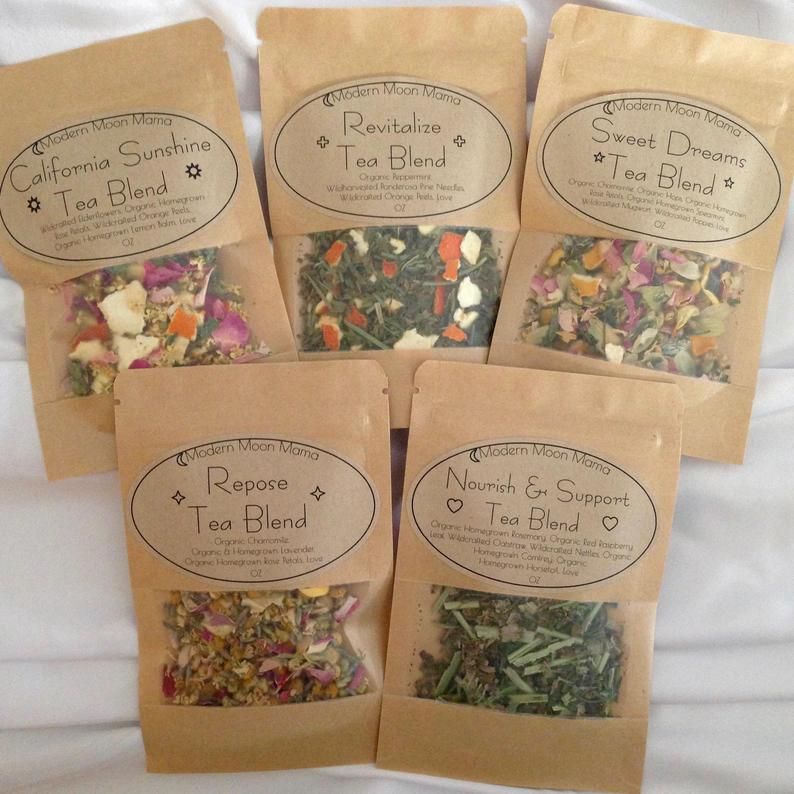 Modern Moon Mama
California Sunshine
Tea Blend
Wildcrafted Elderflowers, Organic Homegrown
Rose Petals, Wildcrafted Orange Peels,
Organic Homegrown Lemon Balm, Love
OZ
Modern Moon Mama
Revitalize
Tea Blend
Organic Peppermint,
Wildharvested Ponderosa Pine Needles,
Wildcrafted Orange Peels, Love
OZ
Modern Moon Mama
Sweet Dreams
Tea Blend
Organic Chamomile, Organic Hops, Organic Homegrown
Rose Petals, Organic Homegrown Spearmint,
Wildcrafted Mugwort, Wildcrafted Poppies, Love
OZ
Modern Moon Mama
Repose
Tea Blend
Organic Chamomile,
Organic & Homegrown Lavender,
Organic Homegrown Rose Petals, Love
OZ
Modern Moon Mama
Nourish & Support
Tea Blend
Organic Homegrown Rosemary, Organic Red Raspberry
Leaf, Wildcrafted Oatstraw, Wildcrafted Nettles, Organic
Homegrown Comfrey, Organic
Homegrown Horsetail, Love
OZ